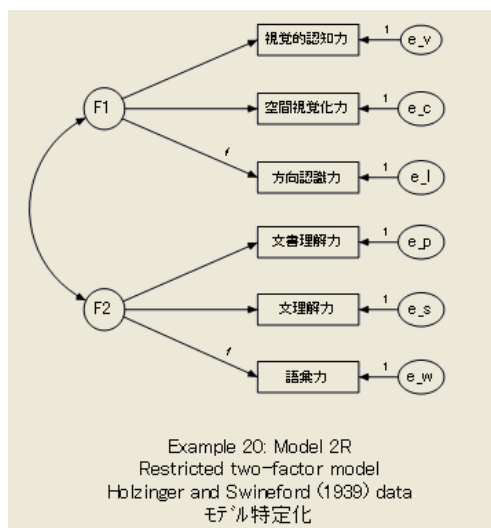 視覚的認知力
1
e_v
F1
空間視覚化力
1
e_c
方向認識力
1
e_l
文書理解力
1
e_p
F2
文理解力
1
e_s
語彙力
1
e_w
Example 20: Model 2R
Restricted two-factor model
Holzinger and Swineford (1939) data
モデル特定化